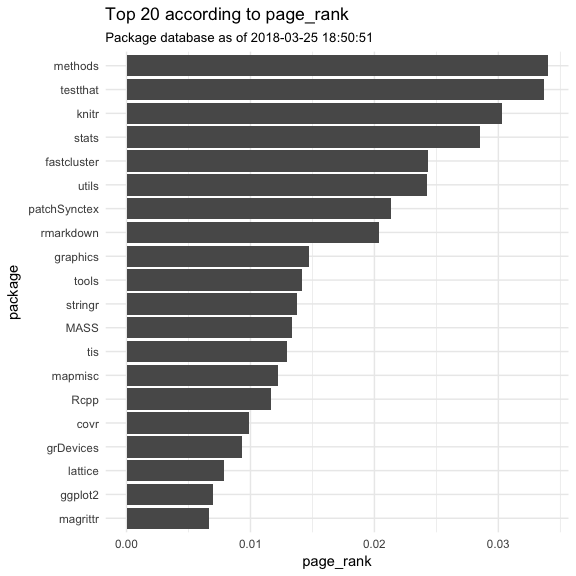 Top 20 according to page_rank
Package database as of 2018-03-25 18:50:51
methods
testthat
knitr
stats
fastcluster
utils
patchSynctex
rmarkdown
graphics
tools
stringr
MASS
tis
mapmisc
Rcpp
covr
grDevices
lattice
ggplot2
magrittr
package
0.00 0.01 0.02 0.03
page_rank